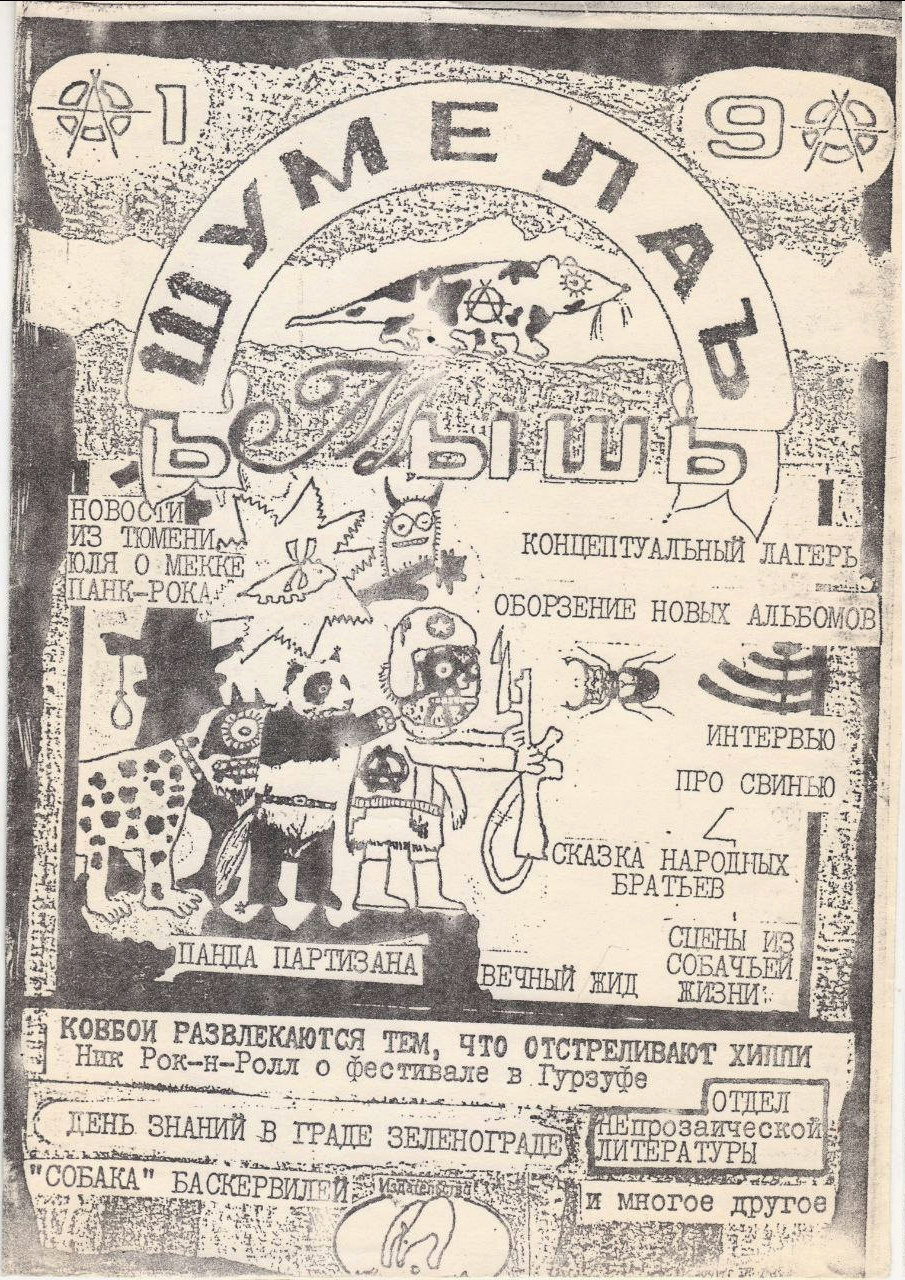 1 9
ШУМЕЛАЪ
Ь МЫШЬ
НОВОСТИ
ИЗ ТЮМЕНИ
ЮЛЯ О МЕККЕ
ПАНК-РОКА
КОНЦЕПТУАЛЬНЫЙ ЛАГЕРЬ
ОБОРЗЕНИЕ НОВЫХ АЛЬБОМОВ
ИНТЕРВЬЮ
ПРО СВИНЬЮ
СКАЗКА НАРОДНЫХ
БРАТЬЕВ
ПАНДА ПАРТИЗАНА
ВЕЧНЫЙ ЖИД
СЦЕНЫ ИЗ
СОБАЧЬЕЙ
ЖИЗНИ
КОВБОИ РАЗВЛЕКАЮТСЯ ТЕМ, ЧТО ОТСТРЕЛИВАЮТ ХИППИ
Ник Рок-н-Ролл о фестивале в Гурзуфе
ДЕНЬ ЗНАНИЙ В ГРАДЕ ЗЕЛЕНОГРАДЕ
ОТДЕЛ
НЕпрозаической
ЛИТЕРАТУРЫ
"СОБАКА" БАСКЕРВИЛЕЙ
Издательство
и многое другое